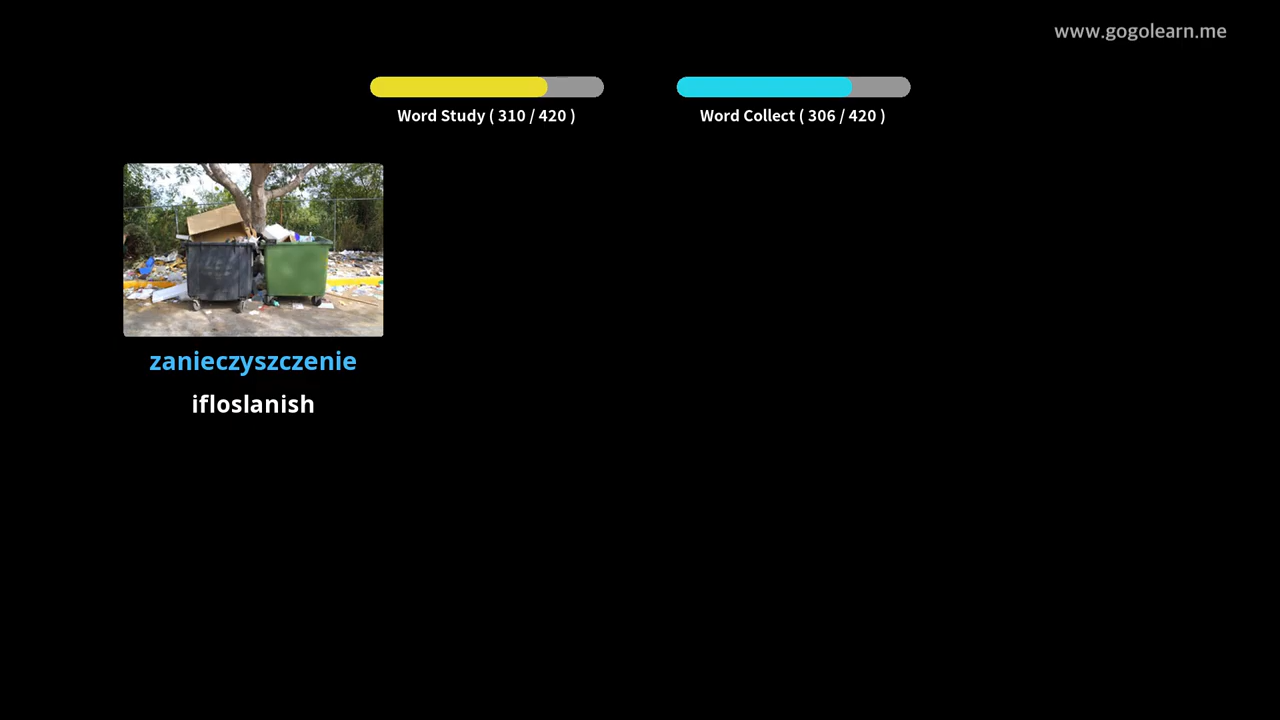 www.gogolearn.me
Word Study ( 310 / 420 )
Word Collect ( 306 / 420 )
zanieczyszczenie
ifloslanish